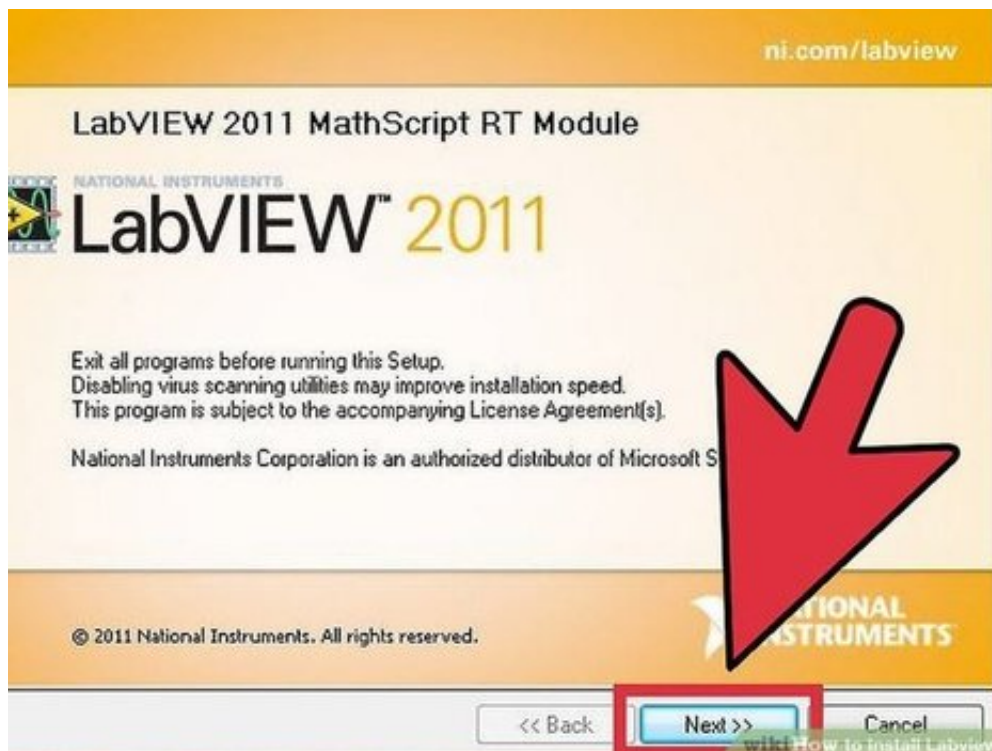 ni.com/labview
LabVIEW 2011 MathScript RT Module
NATIONAL INSTRUMENTS
LabVIEW™ 2011
Exit all programs before running this Setup.
Disabling virus scanning utilities may improve installation speed.
This program is subject to the accompanying License Agreement(s).
National Instruments Corporation is an authorized distributor of Microsoft S
© 2011 National Instruments. All rights reserved.
TIONAL
STRUMENTS
<< Back
Next >>
Cancel
wikiHow to Install Labview